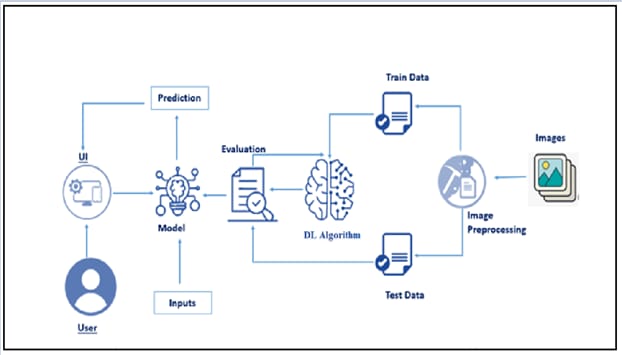 Train Data
Prediction
Images
Evaluation
UI
Image
Preprocessing
Model
DL Algorithm
Inputs
Test Data
User